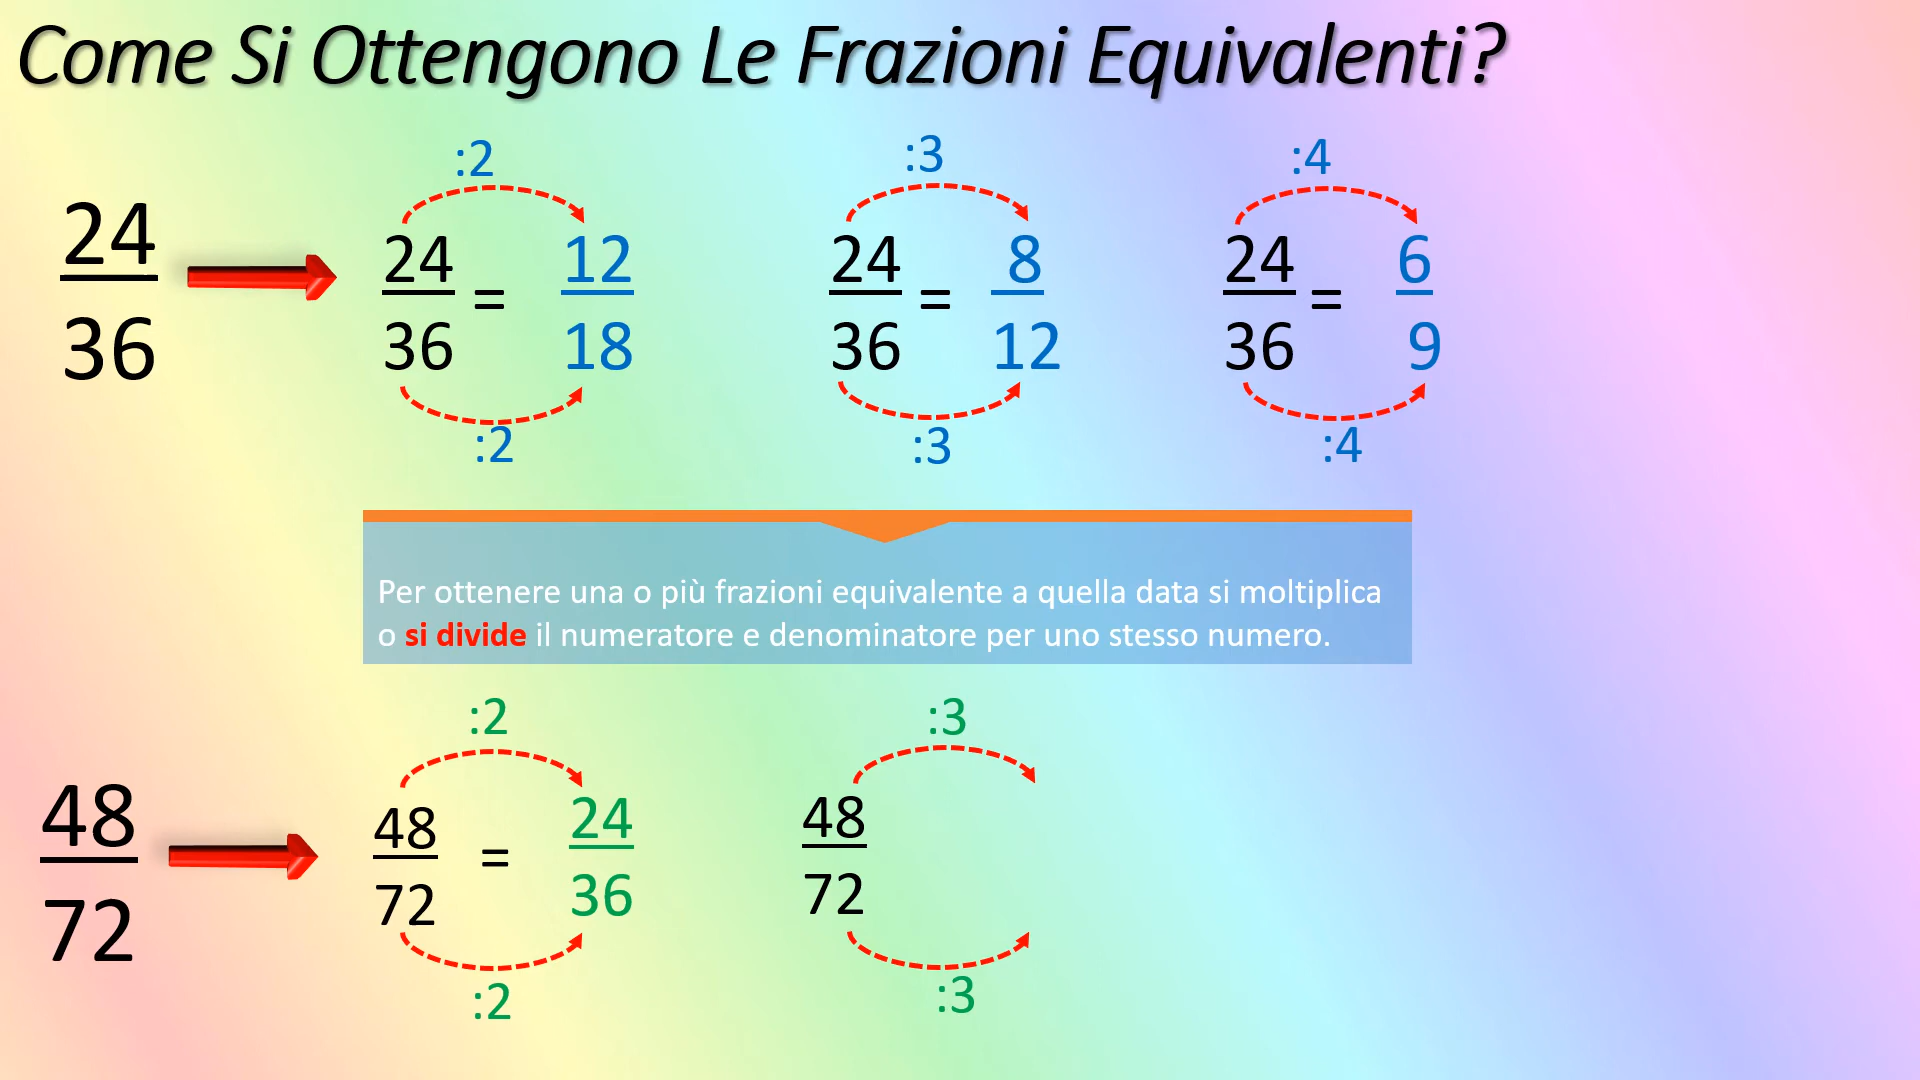 Come Si Ottengono Le Frazioni Equivalenti?
:2 :3 :4
24 24 12 24 8 24 6
= = =
36 36 18 36 12 36 9
:2 :3 :4
Per ottenere una o più frazioni equivalente a quella data si moltiplica
o si divide il numeratore e denominatore per uno stesso numero.
:2 :3
48 48 24 48
=
72 72 36 72
:2 :3